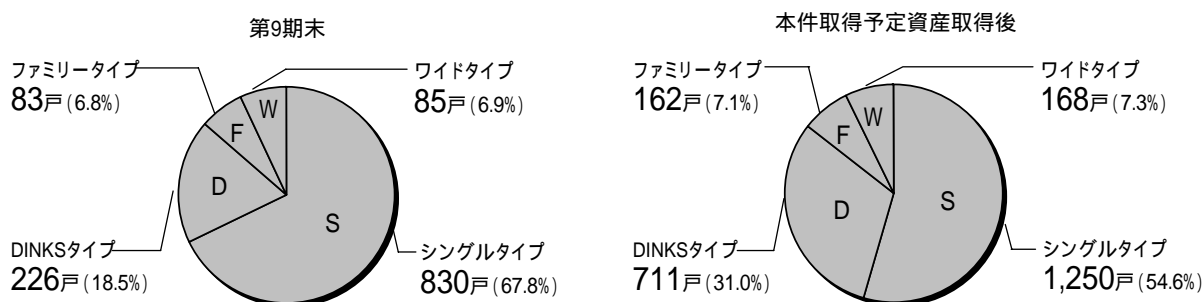 第9期末
ファミリータイプ
83戸(6.8%)
ワイドタイプ
85戸(6.9%)
F
W
D
S
DINKSタイプ
226戸(18.5%)
シングルタイプ
830戸(67.8%)
本件取得予定資産取得後
ファミリータイプ
162戸(7.1%)
ワイドタイプ
168戸(7.3%)
F
W
D
S
DINKSタイプ
711戸(31.0%)
シングルタイプ
1,250戸(54.6%)